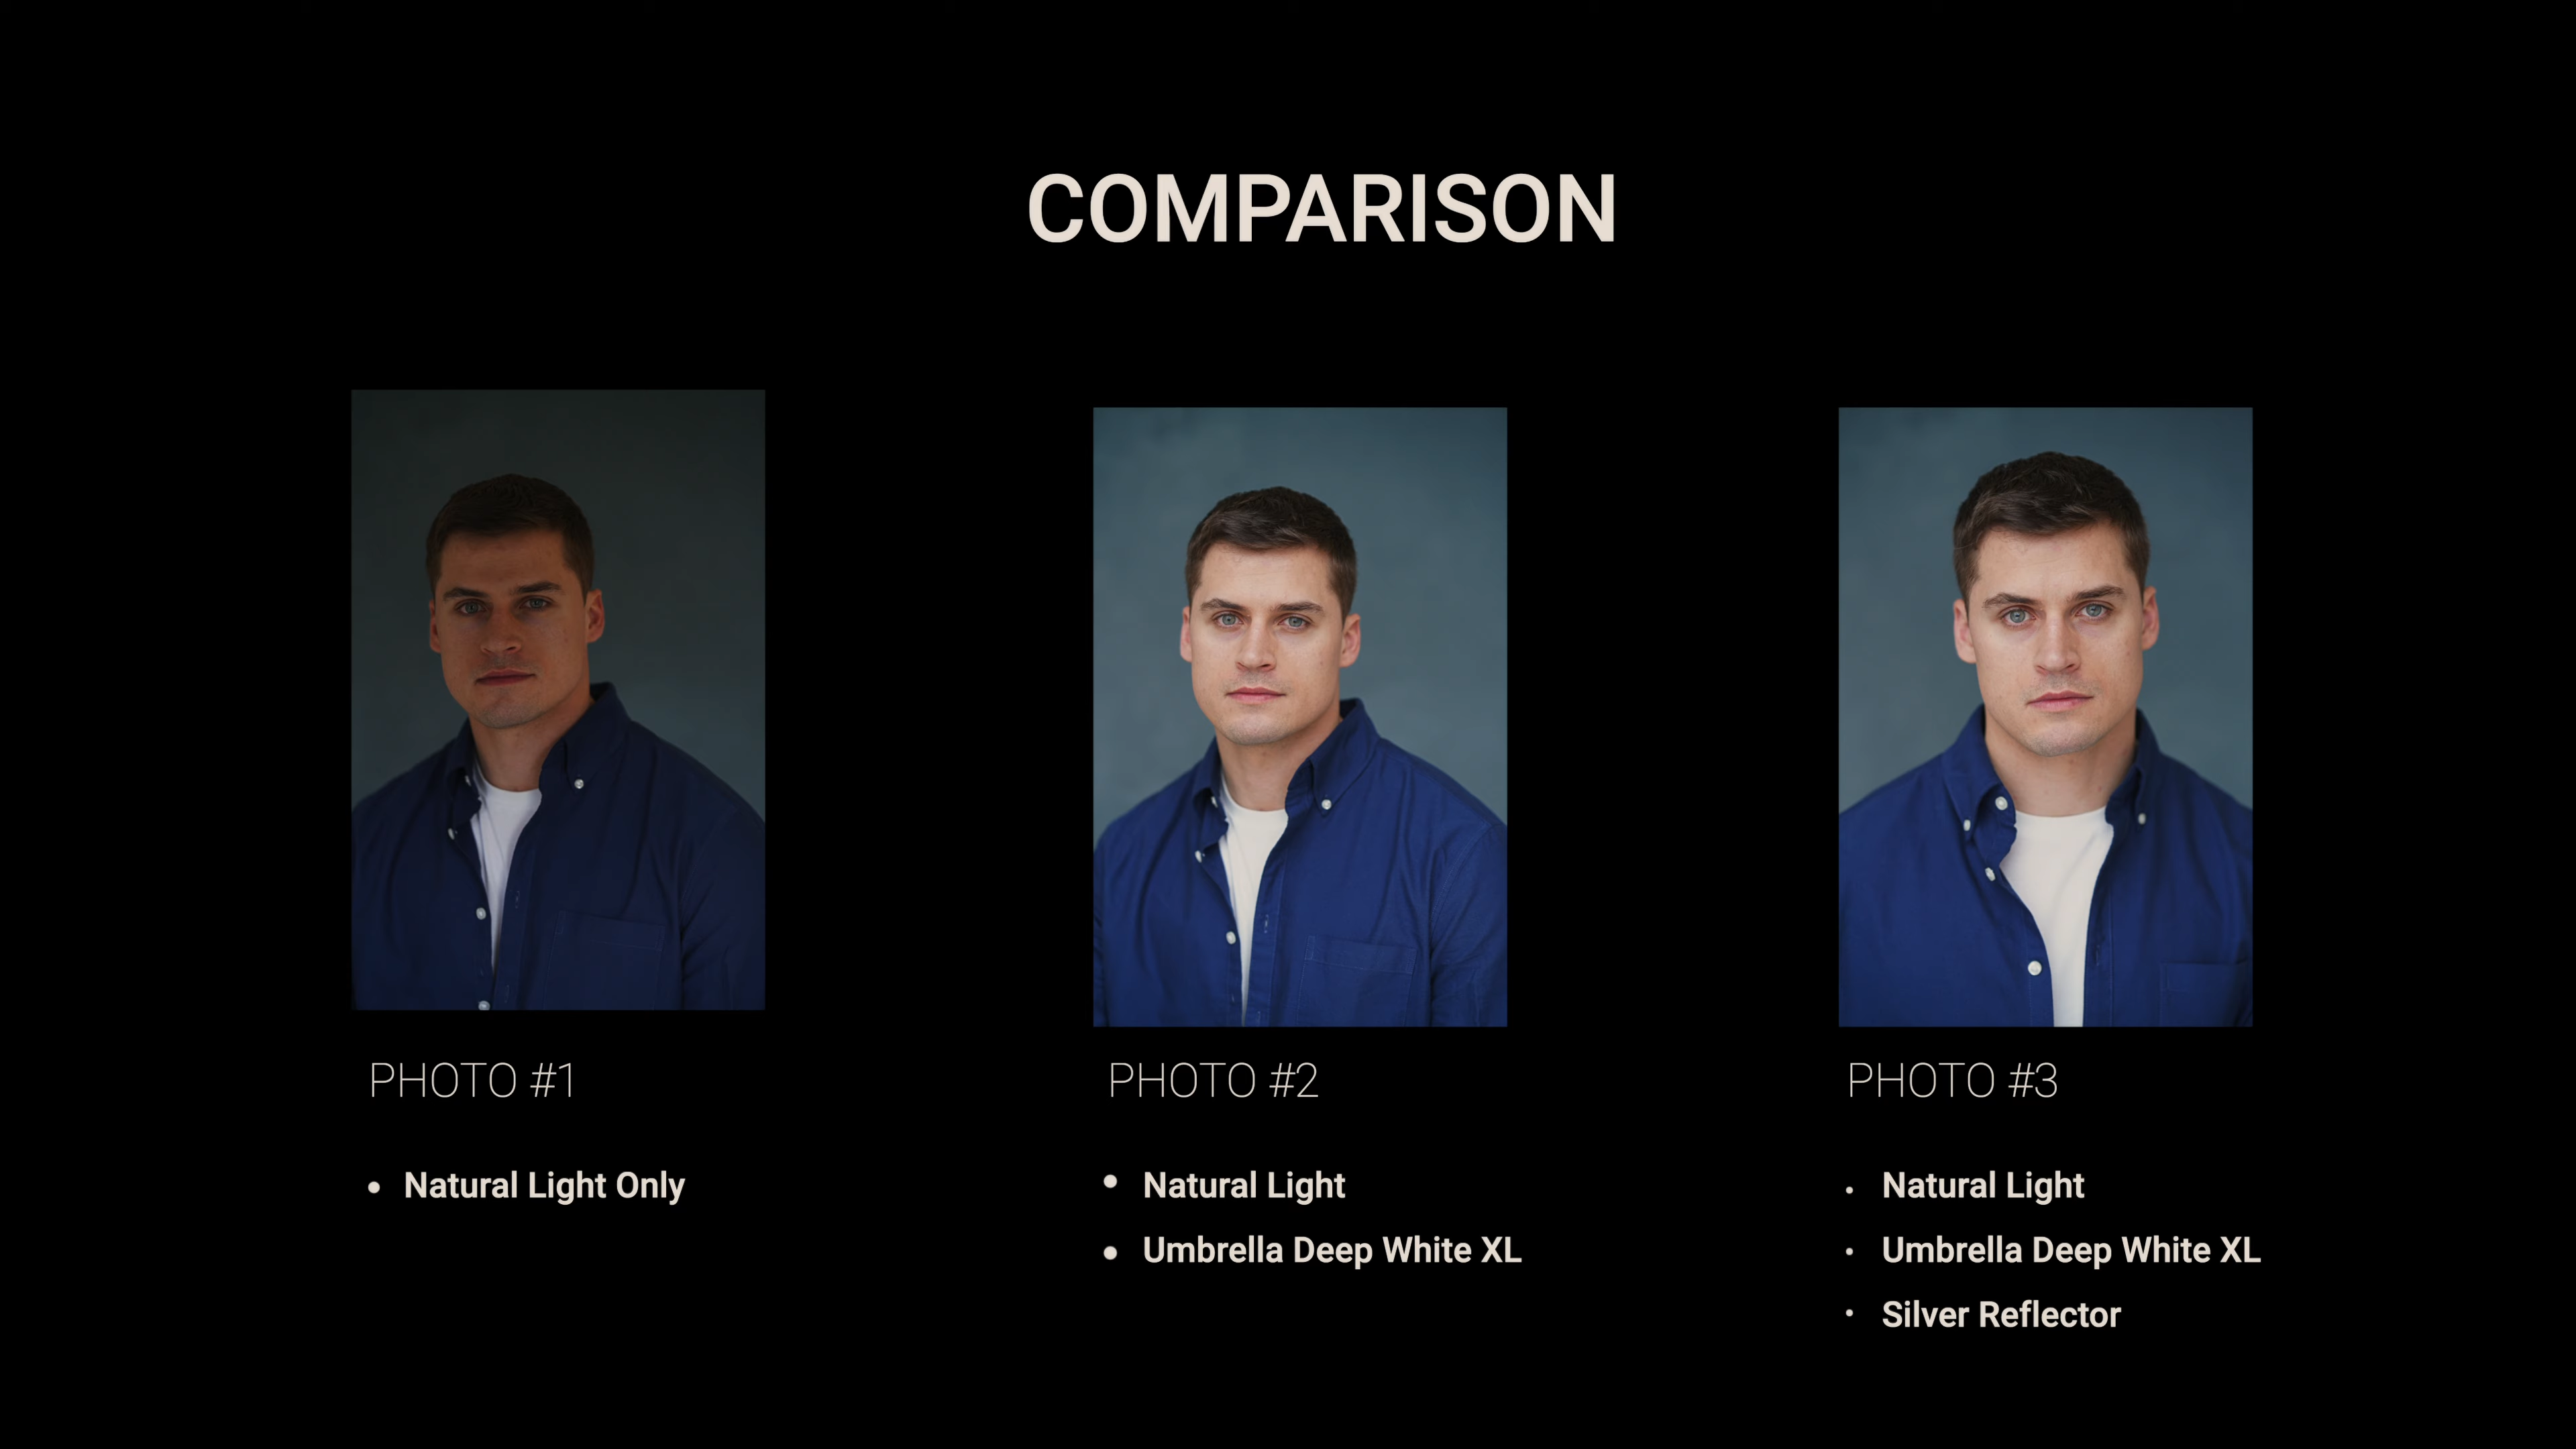 COMPARISON
PHOTO #1
• Natural Light Only
PHOTO #2
• Natural Light
• Umbrella Deep White XL
PHOTO #3
• Natural Light
• Umbrella Deep White XL
• Silver Reflector